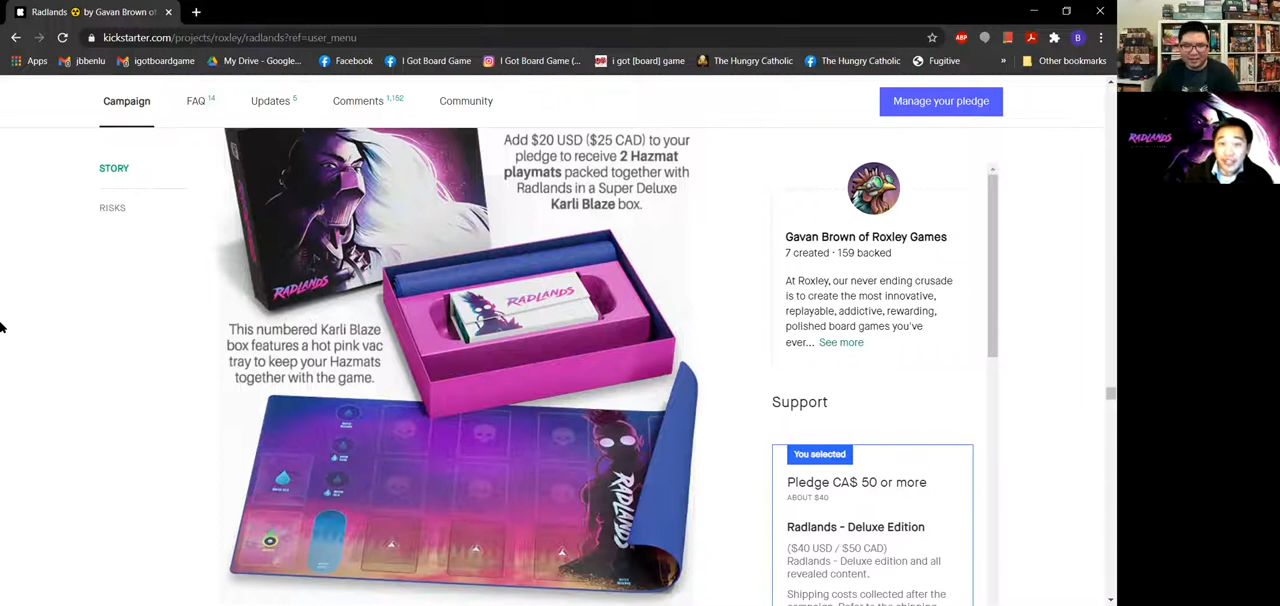 Radlands ☢ by Gavan Brown of
kickstarter.com/projects/roxley/radlands?ref=user_menu
ABP
B
Apps
jbbenlu
igotboardgame
My Drive - Google...
Facebook
I Got Board Game
I Got Board Game (...
i got [board] game
The Hungry Catholic
The Hungry Catholic
Fugitive
»
Other bookmarks
Campaign
FAQ 14
Updates 5
Comments 1,152
Community
Manage your pledge
STORY
RISKS
Add $20 USD ($25 CAD) to your
pledge to receive 2 Hazmat
playmats packed together with
Radlands in a Super Deluxe
Karli Blaze box.
RADLANDS
RADLANDS
This numbered Karli Blaze
box features a hot pink vac
tray to keep your Hazmats
together with the game.
RADLANDS
Gavan Brown of Roxley Games
7 created · 159 backed
At Roxley, our never ending crusade
is to create the most innovative,
replayable, addictive, rewarding,
polished board games you've
ever... See more
Support
You selected
Pledge CA$ 50 or more
ABOUT $40
Radlands - Deluxe Edition
($40 USD / $50 CAD)
Radlands - Deluxe edition and all
revealed content.
Shipping costs collected after the
campaign. Refer to the shipping
RADLANDS